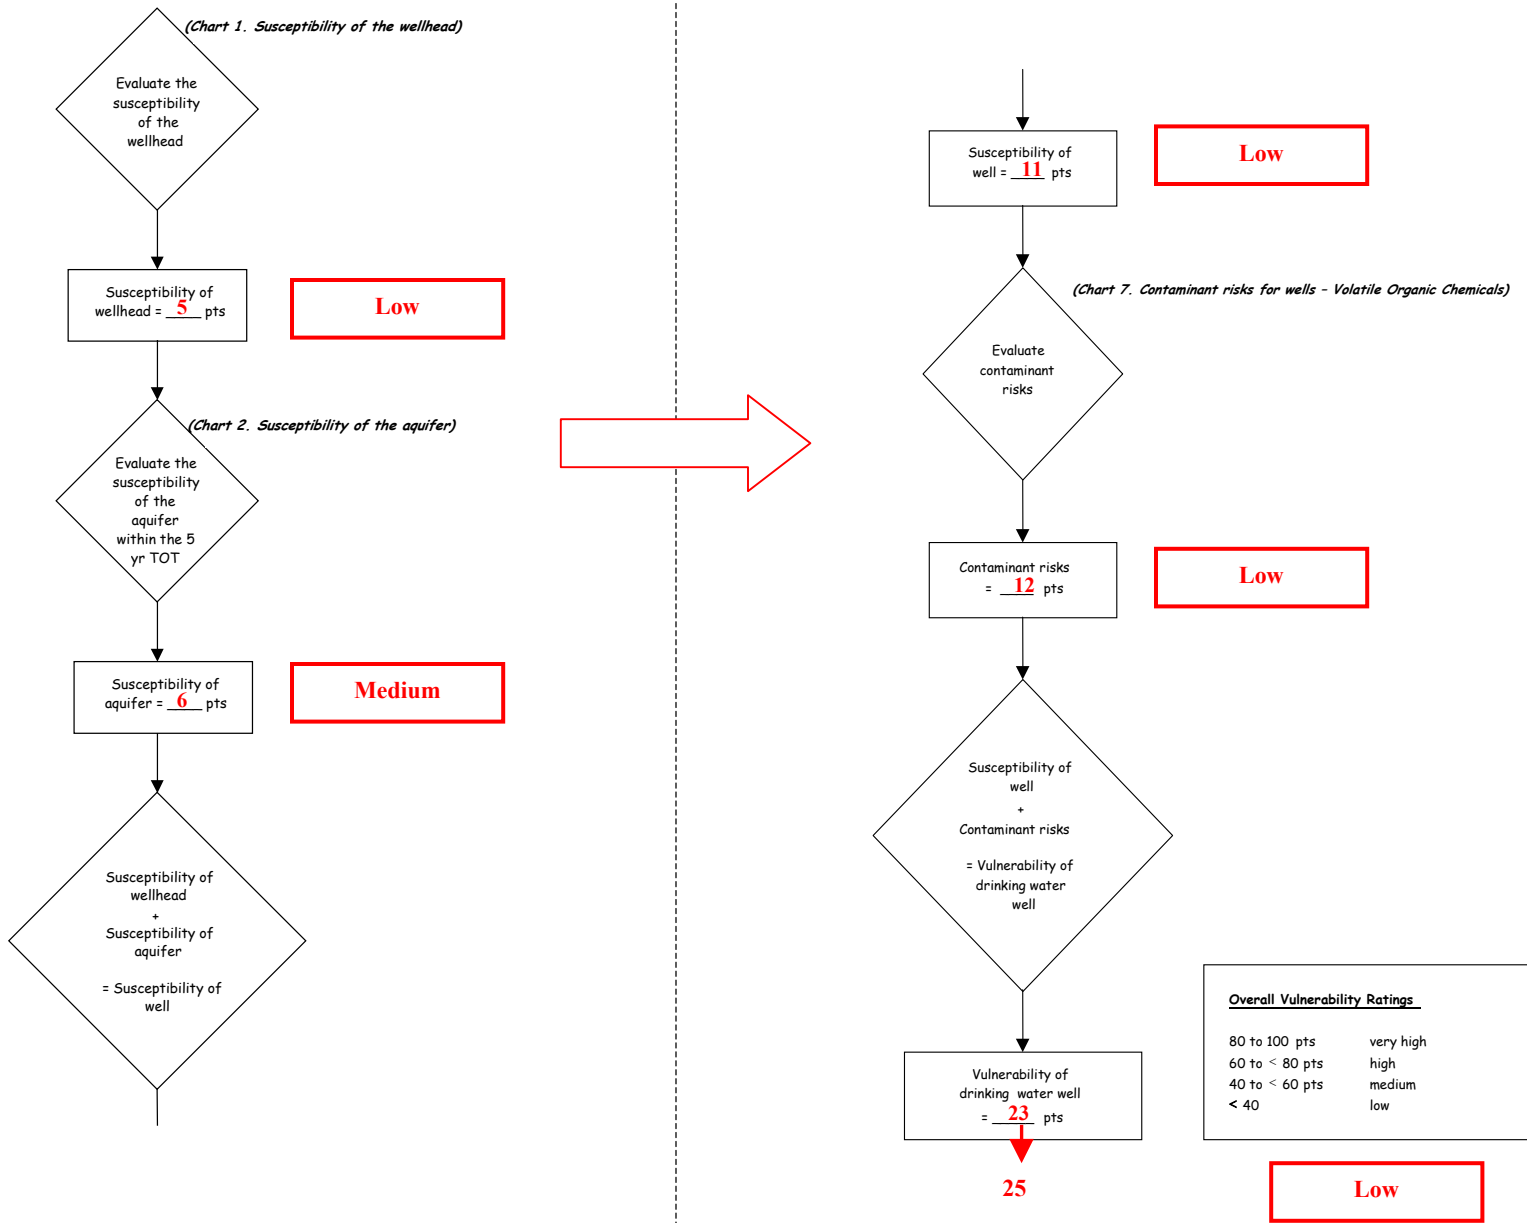 (Chart 1. Susceptibility of the wellhead)
Evaluate the
susceptibility
of the
wellhead
Susceptibility of
wellhead = 5 pts
Low
(Chart 2. Susceptibility of the aquifer)
Evaluate the
susceptibility
of the
aquifer
within the 5
yr TOT
Susceptibility of
aquifer = 6 pts
Medium
Susceptibility of
wellhead
+
Susceptibility of
aquifer
= Susceptibility of
well
Susceptibility of
well = 11 pts
Low
(Chart 7. Contaminant risks for wells – Volatile Organic Chemicals)
Evaluate
contaminant
risks
Contaminant risks
= 12 pts
Low
Susceptibility of
well
+
Contaminant risks
= Vulnerability of
drinking water
well
Vulnerability of
drinking water well
= 23 pts
25
Overall Vulnerability Ratings
80 to 100 pts very high
60 to < 80 pts high
40 to < 60 pts medium
< 40 low
Low